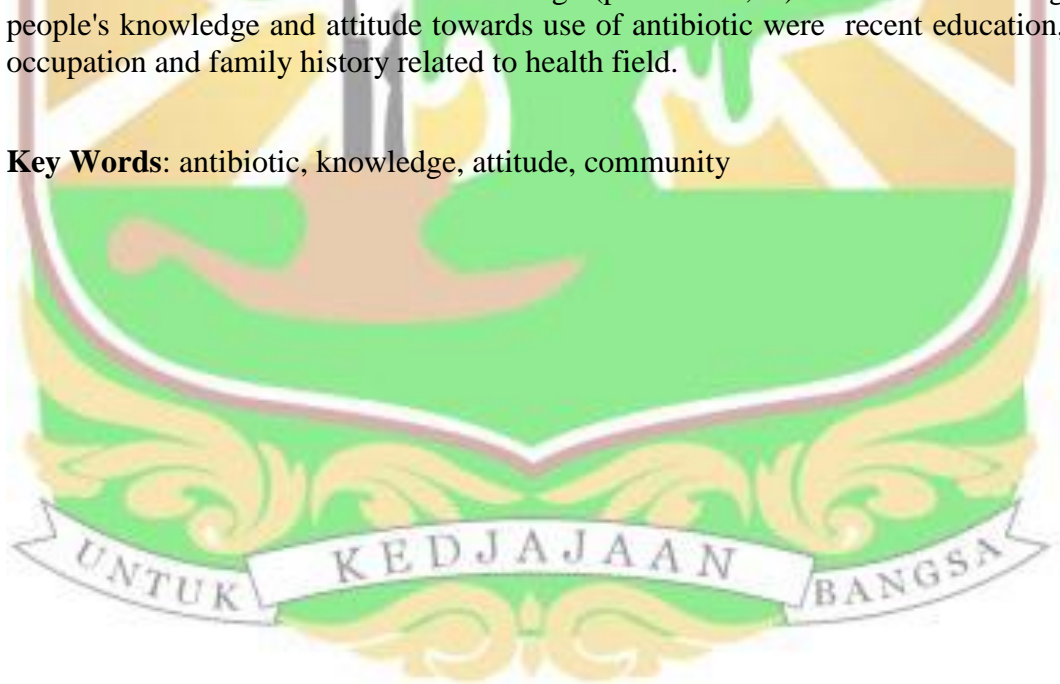 people's knowledge and attitude towards use of antibiotic were recent education,
occupation and family history related to health field.
Key Words: antibiotic, knowledge, attitude, community
UNTUK KEDJAJAAN BANGSA